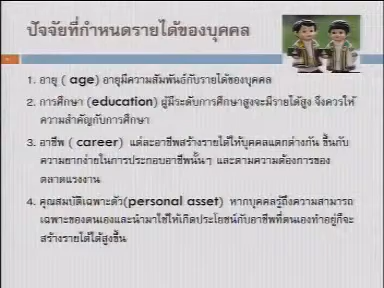 ปัจจัยที่กำหนดรายได้ของบุคคล
1. อายุ ( age) อายุมีความสัมพันธ์กับรายได้ของบุคคล
2. การศึกษา (education) ผู้มีระดับการศึกษาสูงจะมีรายได้สูง จึงควรให้
ความสำคัญกับการศึกษา
3. อาชีพ ( career) แต่ละอาชีพสร้างรายได้ให้บุคคลแตกต่างกัน ขึ้นกับ
ความยากง่ายในการประกอบอาชีพนั้นๆ และตามความต้องการของ
ตลาดแรงงาน
4. คุณสมบัติเฉพาะตัว(personal asset) หากบุคคลรู้ถึงความสามารถ
เฉพาะของตนเองและนำมาใช้ให้เกิดประโยชน์กับอาชีพที่ตนเองทำอยู่ก็จะ
สร้างรายได้ได้สูงขึ้น